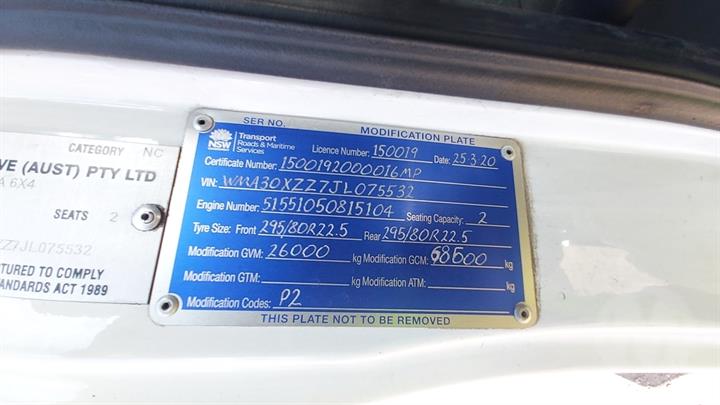 CATEGORY NC
VE (AUST) PTY LTD
A 6X4
SEATS 2
ZZ7JL075532
TURED TO COMPLY
STANDARDS ACT 1989
SER NO.
MODIFICATION PLATE
NSW Transport Roads & Maritime Services
Licence Number: 150019 Date: 25.3.20
Certificate Number: 1500192000016MP
VIN: WMA30XZZ7JL075532
Engine Number: 51551050815104 Seating Capacity: 2
Tyre Size: Front 295/80R22.5 Rear 295/80R22.5
Modification GVM: 26000 kg Modification GCM: 68600 kg
Modification GTM: kg Modification ATM: kg
Modification Codes: P2
THIS PLATE NOT TO BE REMOVED